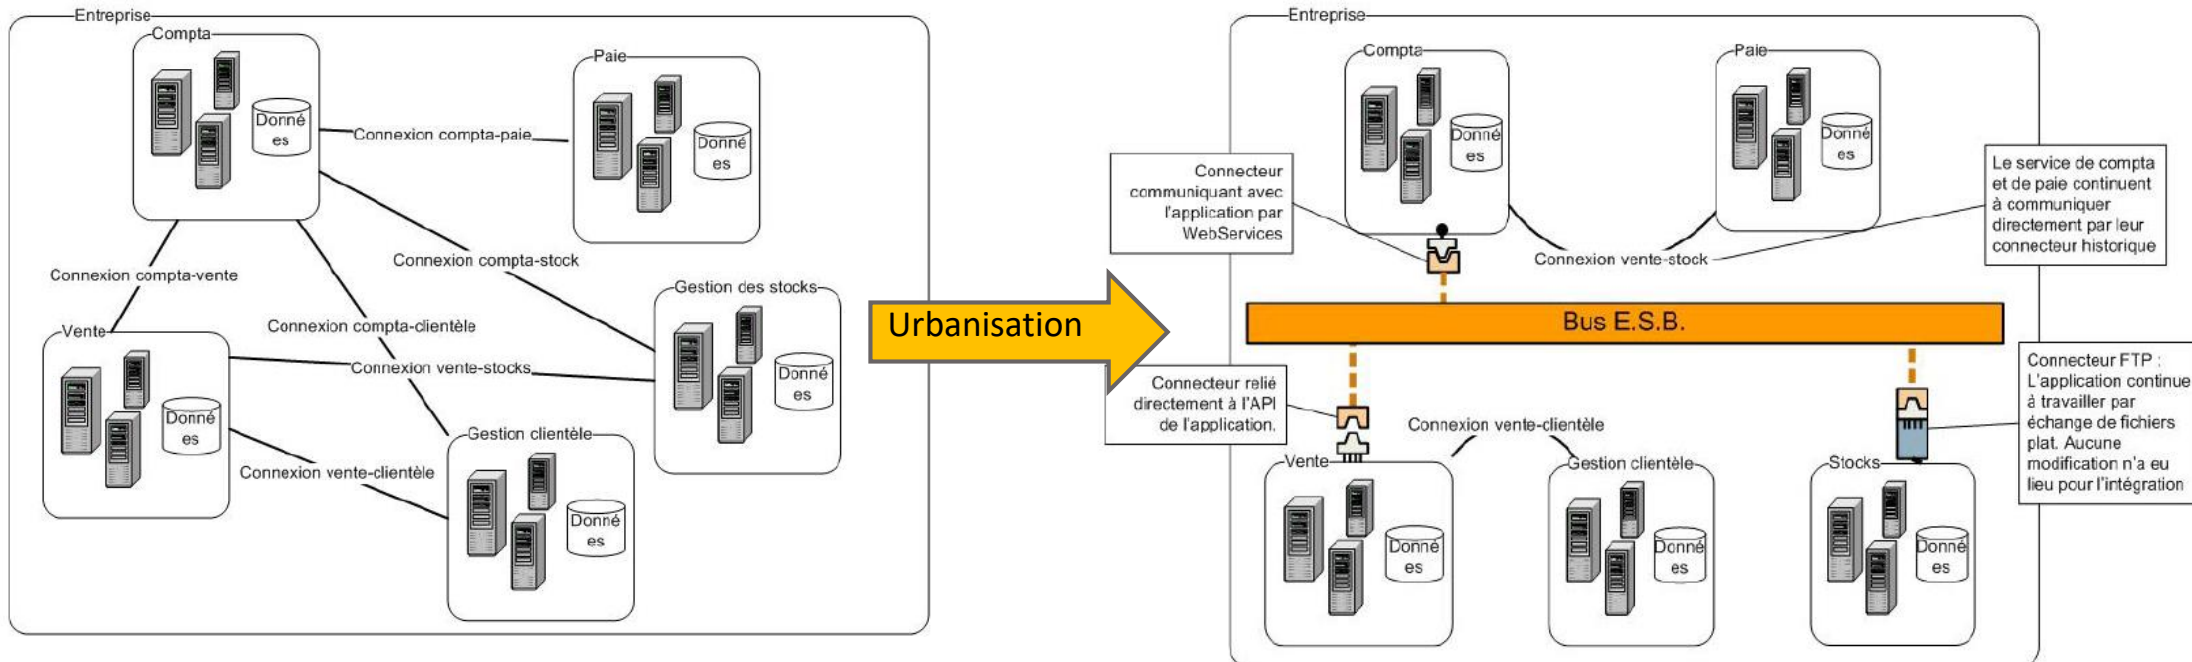 Entreprise
Compta
Donné
es
Paie
Donné
es
Connexion compta-paie
Connexion compta-stock
Connexion compta-vente
Connexion compta-clientèle
Gestion des stocks
Donné
es
Vente
Donné
es
Connexion vente-stocks
Connexion vente-clientèle
Gestion clientèle
Donné
es
Urbanisation
Entreprise
Compta
Donné
es
Paie
Donné
es
Connecteur
communiquant avec
l'application par
WebServices
Le service de compta
et de paie continuent
à communiquer
directement par leur
connecteur historique
Connexion vente-stock
Bus E.S.B.
Connecteur relié
directement à l'API
de l'application.
Connecteur FTP :
L'application continue
à travailler par
échange de fichiers
plat. Aucune
modification n'a eu
lieu pour l'intégration
Connexion vente-clientèle
Vente
Donné
es
Gestion clientèle
Donné
es
Stocks
Donné
es